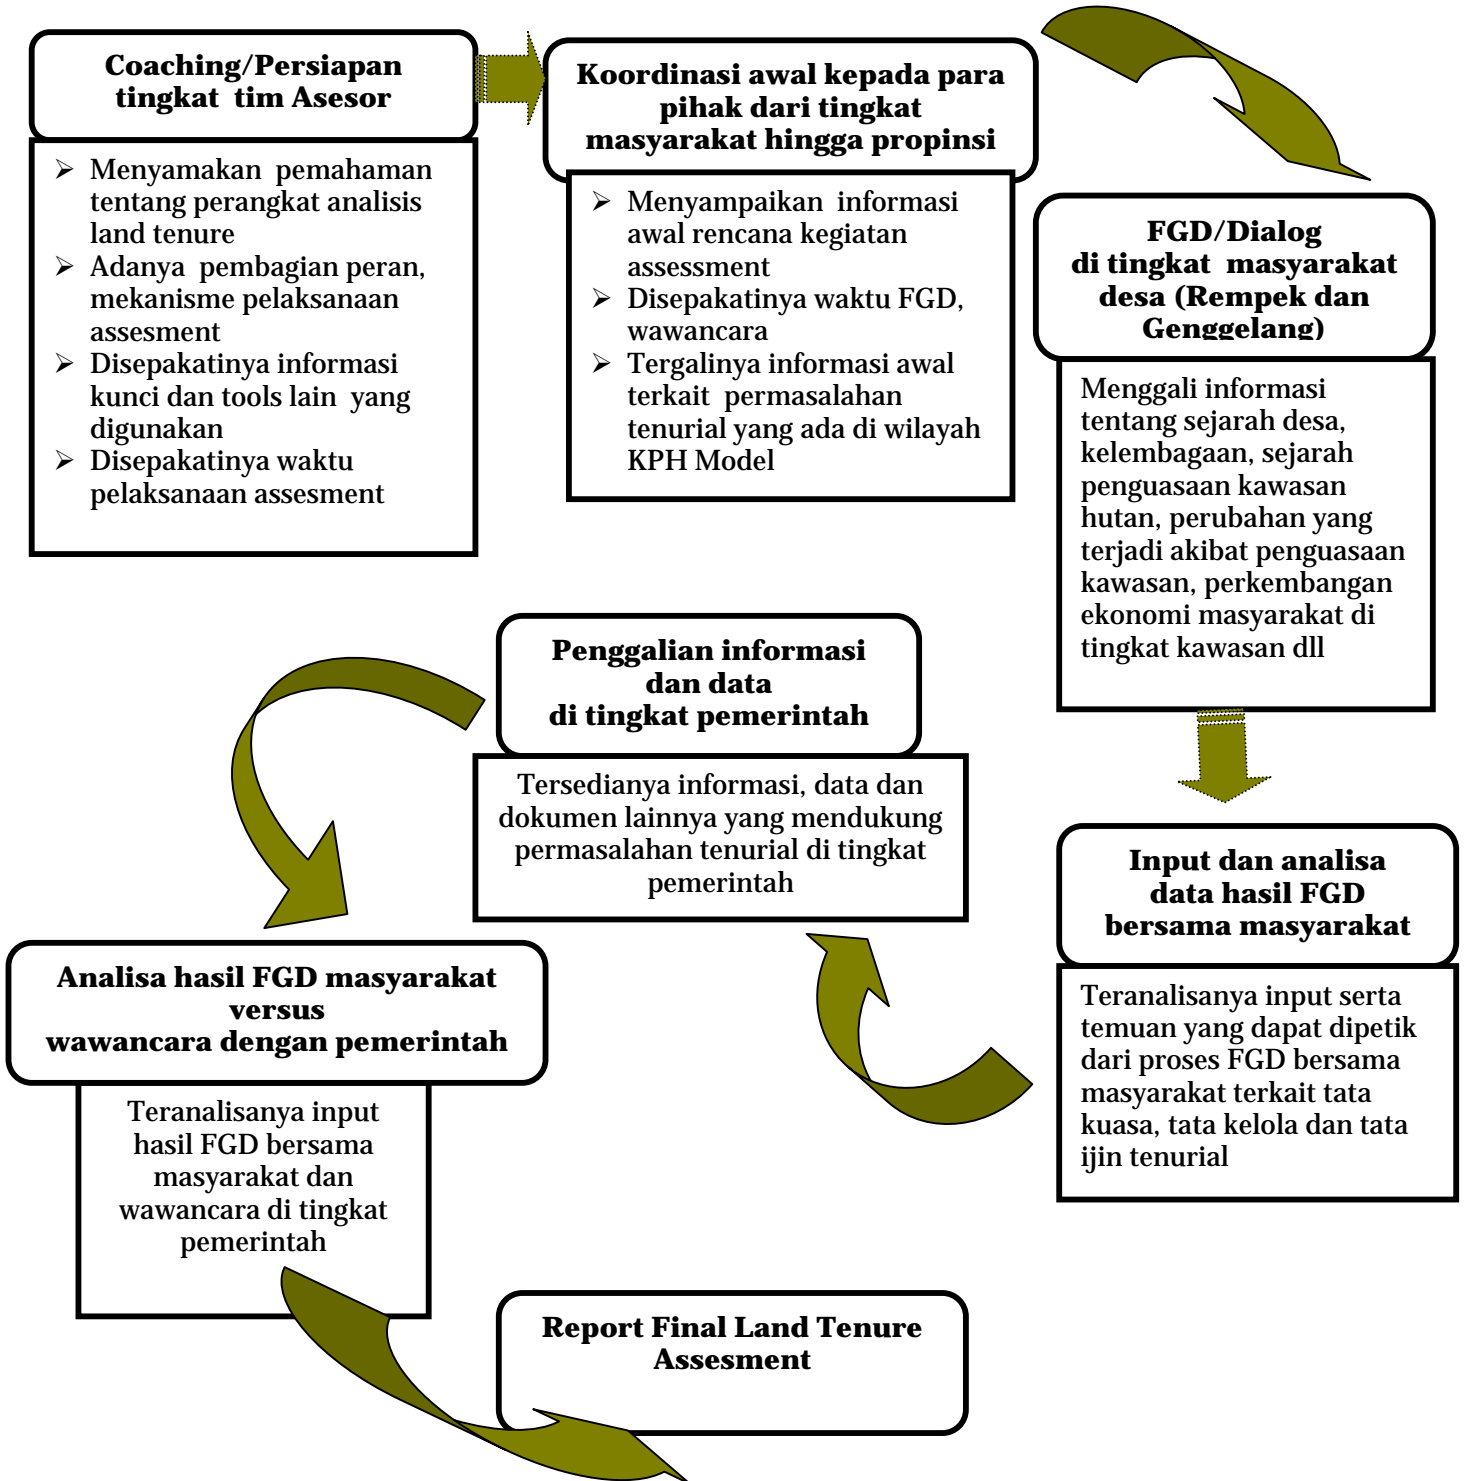 Coaching/Persiapan
tingkat tim Asesor
➢ Menyamakan pemahaman
tentang perangkat analisis
land tenure
➢ Adanya pembagian peran,
mekanisme pelaksanaan
assesment
➢ Disepakatinya informasi
kunci dan tools lain yang
digunakan
➢ Disepakatinya waktu
pelaksanaan assesment
Koordinasi awal kepada para
pihak dari tingkat
masyarakat hingga propinsi
➢ Menyampaikan informasi
awal rencana kegiatan
assessment
➢ Disepakatinya waktu FGD,
wawancara
➢ Tergalinya informasi awal
terkait permasalahan
tenurial yang ada di wilayah
KPH Model
FGD/Dialog
di tingkat masyarakat
desa (Rempek dan
Genggelang)
Menggali informasi
tentang sejarah desa,
kelembagaan, sejarah
penguasaan kawasan
hutan, perubahan yang
terjadi akibat penguasaan
kawasan, perkembangan
ekonomi masyarakat di
tingkat kawasan dll
Input dan analisa
data hasil FGD
bersama masyarakat
Teranalisanya input serta
temuan yang dapat dipetik
dari proses FGD bersama
masyarakat terkait tata
kuasa, tata kelola dan tata
ijin tenurial
Penggalian informasi
dan data
di tingkat pemerintah
Tersedianya informasi, data dan
dokumen lainnya yang mendukung
permasalahan tenurial di tingkat
pemerintah
Analisa hasil FGD masyarakat
versus
wawancara dengan pemerintah
Teranalisanya input
hasil FGD bersama
masyarakat dan
wawancara di tingkat
pemerintah
Report Final Land Tenure
Assesment